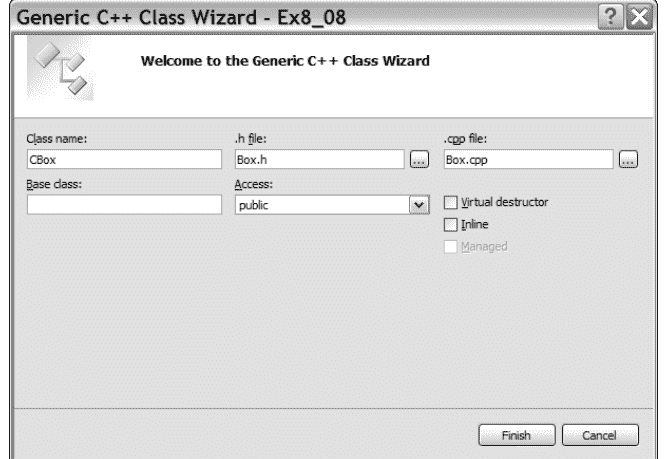 Generic C++ Class Wizard - Ex8_08
?
Welcome to the Generic C++ Class Wizard
Class name: .h file: .cpp file:
CBox Box.h ... Box.cpp ...
Base class: Access:
public Virtual destructor
Inline
Managed
Finish Cancel